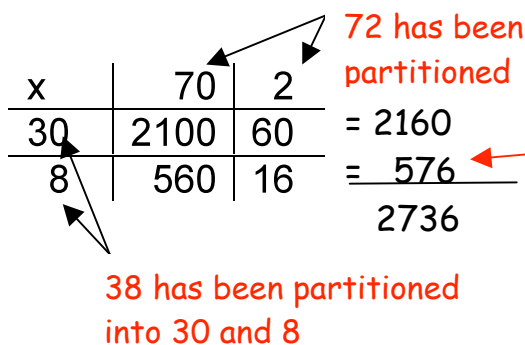 72 has been
partitioned
x 70 2
30 2100 60 = 2160
8 560 16 = 576
2736
38 has been partitioned
into 30 and 8